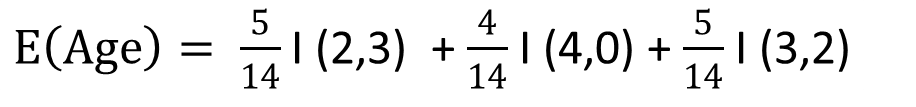 E(Age) = 5/14 I (2,3) + 4/14 I (4,0) + 5/14 I (3,2)